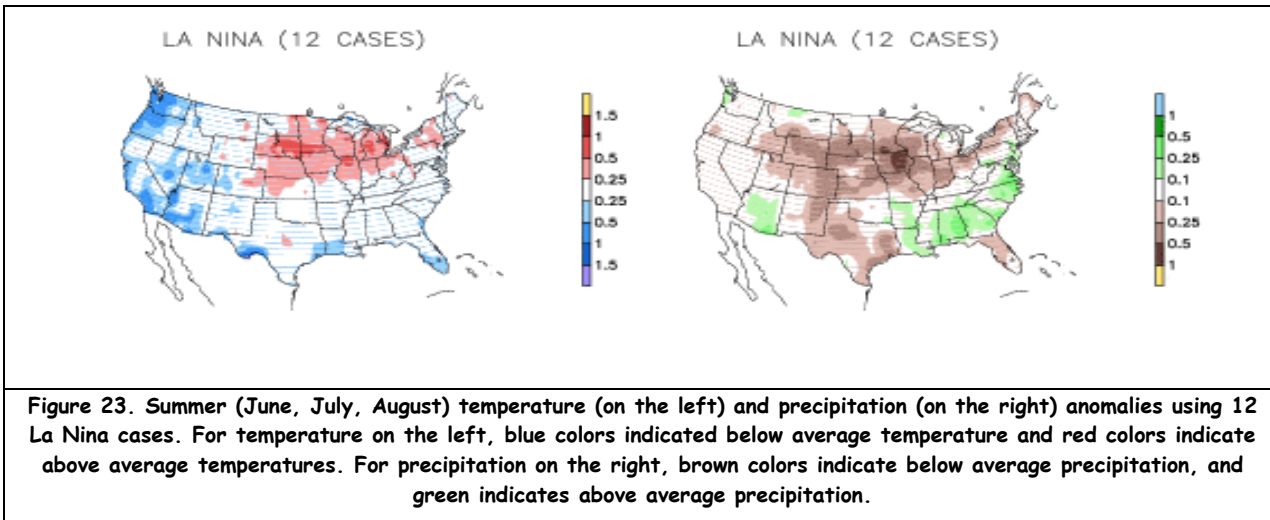 LA NINA (12 CASES)
LA NINA (12 CASES)
1.5
1
0.5
0.25
0.25
0.5
1
1.5
1
0.5
0.25
0.1
0.1
0.25
0.5
1
Figure 23. Summer (June, July, August) temperature (on the left) and precipitation (on the right) anomalies using 12
La Nina cases. For temperature on the left, blue colors indicated below average temperature and red colors indicate
above average temperatures. For precipitation on the right, brown colors indicate below average precipitation, and
green indicates above average precipitation.